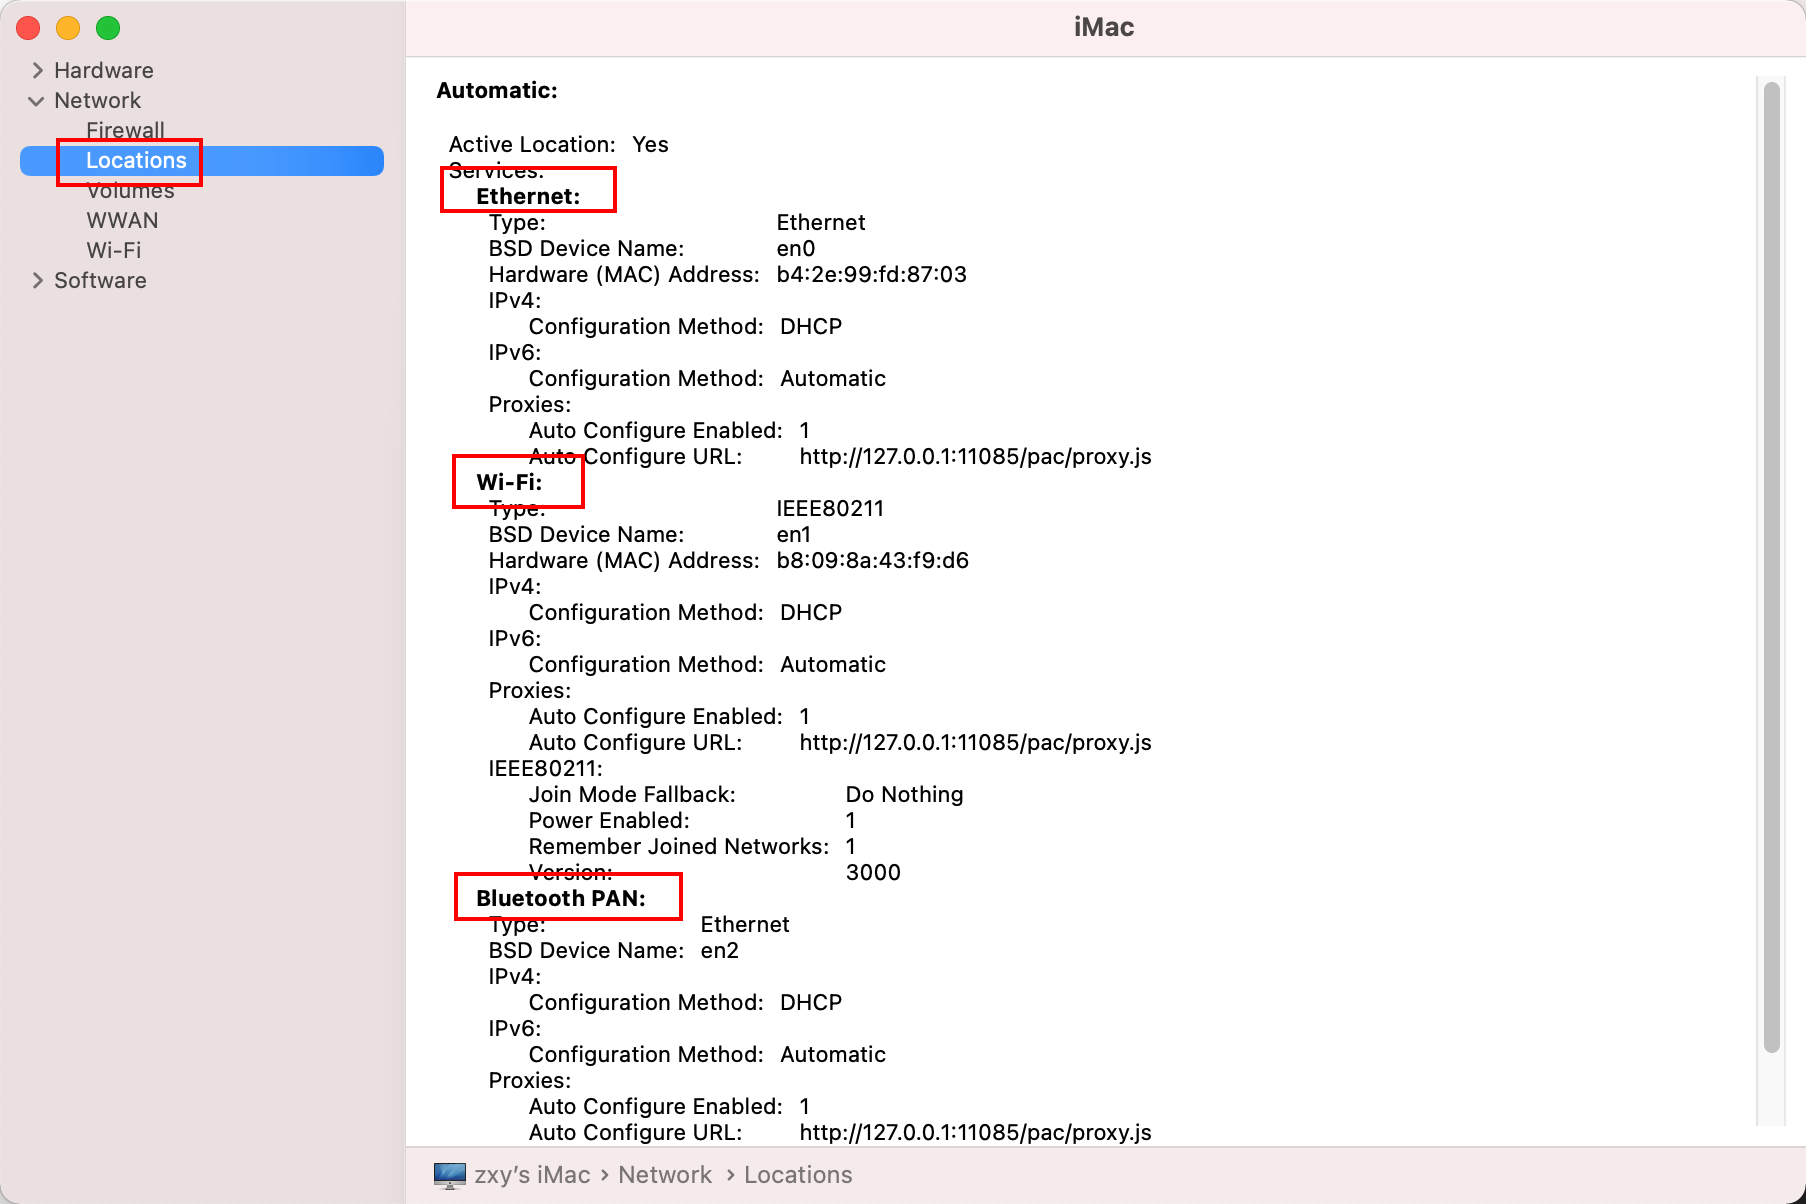 iMac
Hardware
Network
Firewall
Locations
Volumes
WWAN
Wi-Fi
Software
Automatic:
Active Location: Yes
Services:
Ethernet:
Type: Ethernet
BSD Device Name: en0
Hardware (MAC) Address: b4:2e:99:fd:87:03
IPv4:
Configuration Method: DHCP
IPv6:
Configuration Method: Automatic
Proxies:
Auto Configure Enabled: 1
Auto Configure URL: http://127.0.0.1:11085/pac/proxy.js
Wi-Fi:
Type: IEEE80211
BSD Device Name: en1
Hardware (MAC) Address: b8:09:8a:43:f9:d6
IPv4:
Configuration Method: DHCP
IPv6:
Configuration Method: Automatic
Proxies:
Auto Configure Enabled: 1
Auto Configure URL: http://127.0.0.1:11085/pac/proxy.js
IEEE80211:
Join Mode Fallback: Do Nothing
Power Enabled: 1
Remember Joined Networks: 1
Version: 3000
Bluetooth PAN:
Type: Ethernet
BSD Device Name: en2
IPv4:
Configuration Method: DHCP
IPv6:
Configuration Method: Automatic
Proxies:
Auto Configure Enabled: 1
Auto Configure URL: http://127.0.0.1:11085/pac/proxy.js
zxy’s iMac › Network › Locations